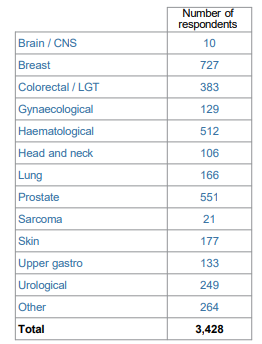 Number of
respondents
Brain / CNS 10
Breast 727
Colorectal / LGT 383
Gynaecological 129
Haematological 512
Head and neck 106
Lung 166
Prostate 551
Sarcoma 21
Skin 177
Upper gastro 133
Urological 249
Other 264
Total 3,428